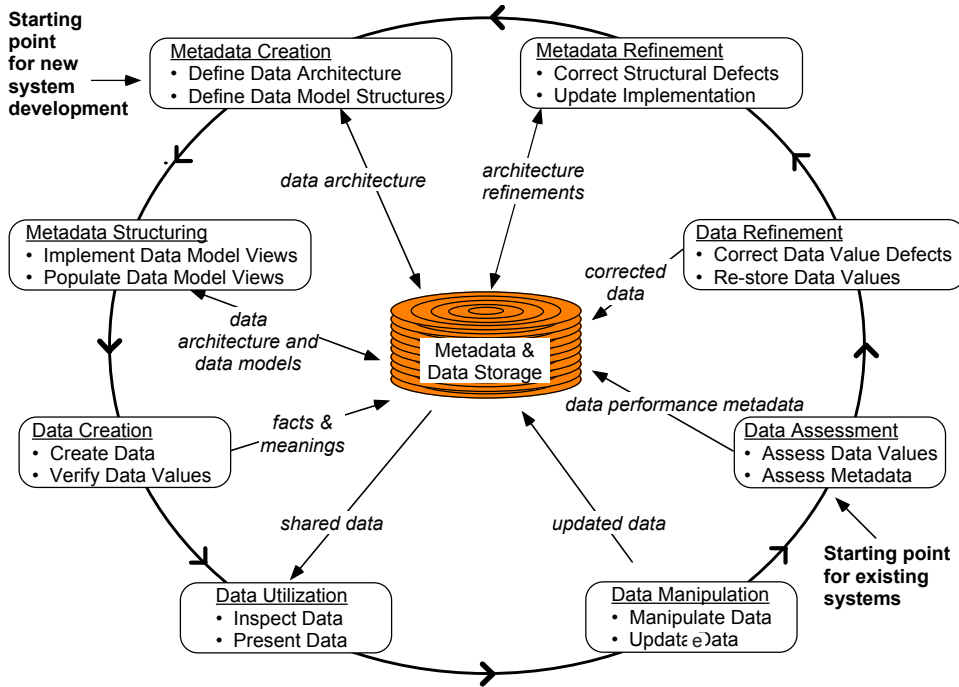 Starting
point
for new
system
development
Metadata Creation
• Define Data Architecture
• Define Data Model Structures
Metadata Refinement
• Correct Structural Defects
• Update Implementation
data architecture
architecture
refinements
Metadata Structuring
• Implement Data Model Views
• Populate Data Model Views
Data Refinement
• Correct Data Value Defects
• Re-store Data Values
corrected
data
data
architecture and
data models
Metadata &
Data Storage
data performance metadata
facts &
meanings
Data Creation
• Create Data
• Verify Data Values
Data Assessment
• Assess Data Values
• Assess Metadata
shared data
updated data
Starting point
for existing
systems
Data Utilization
• Inspect Data
• Present Data
Data Manipulation
• Manipulate Data
• Update Data